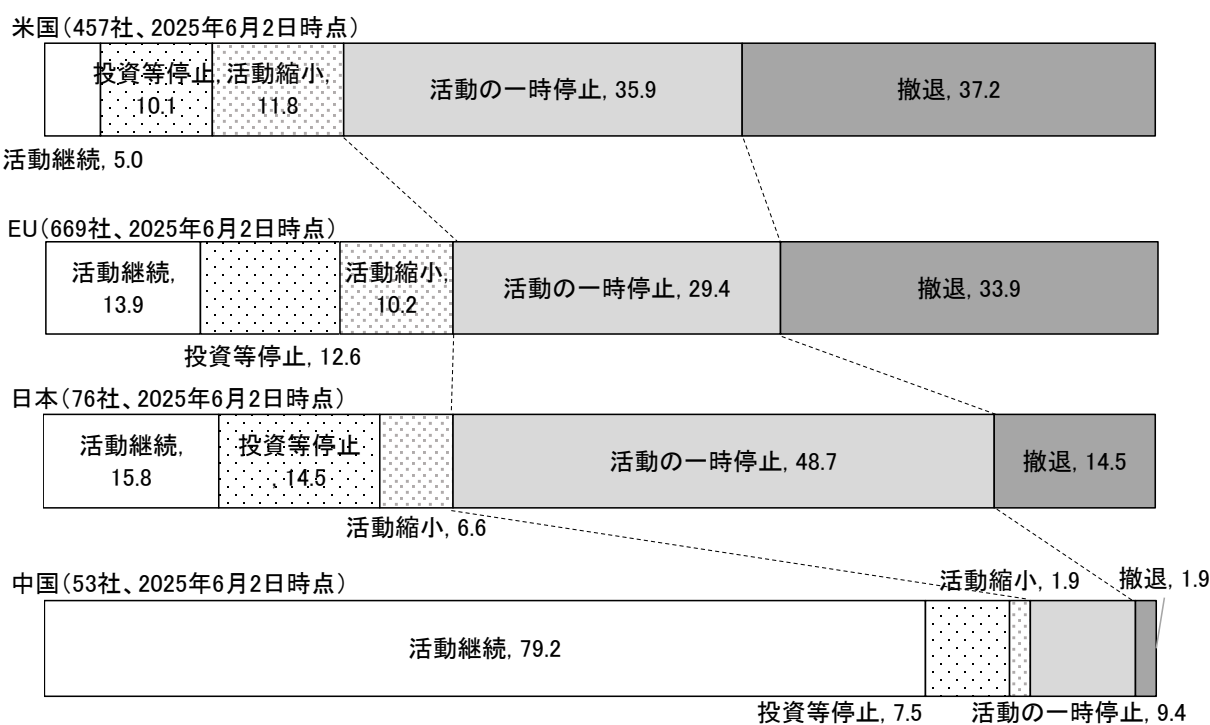 米国(457社、2025年6月2日時点)
投資等停止,
10.1
活動縮小,
11.8
活動の一時停止, 35.9
撤退, 37.2
活動継続, 5.0
EU(669社、2025年6月2日時点)
活動継続,
13.9
活動縮小,
10.2
活動の一時停止, 29.4
撤退, 33.9
投資等停止, 12.6
日本(76社、2025年6月2日時点)
活動継続,
15.8
投資等停止
, 14.5
活動の一時停止, 48.7
撤退, 14.5
活動縮小, 6.6
中国(53社、2025年6月2日時点)
活動縮小, 1.9
撤退, 1.9
活動継続, 79.2
投資等停止, 7.5
活動の一時停止, 9.4